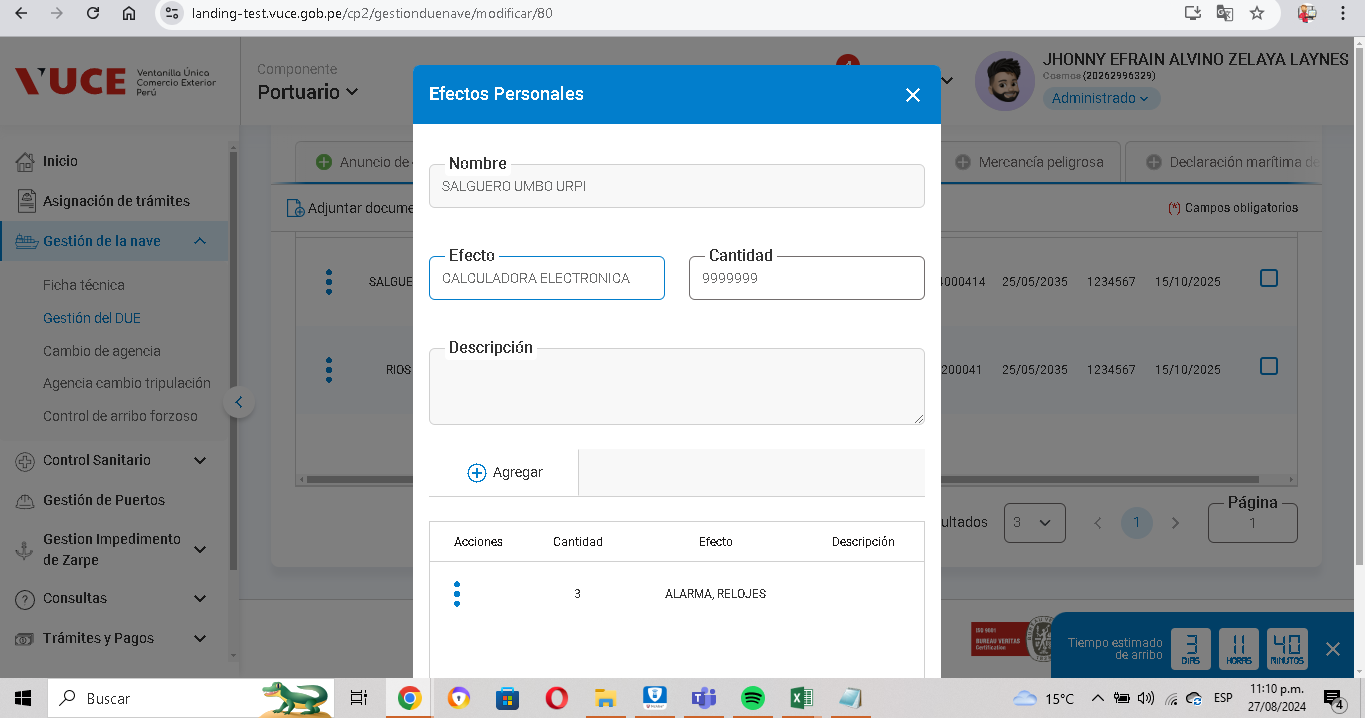 landing-test.vuce.gob.pe/cp2/gestionduenave/modificar/80
VUCE
Ventanilla Única
Comercio Exterior
Perú
Componente
Portuario
4
JHONNY EFRAIN ALVINO ZELAYA LAYNES
Cosmos (20262996329)
Administrado
Inicio
Asignación de trámites
Gestión de la nave
Ficha técnica
Gestión del DUE
Cambio de agencia
Agencia cambio tripulación
Control de arribo forzoso
Control Sanitario
Gestión de Puertos
Gestion Impedimento
de Zarpe
Consultas
Trámites y Pagos
Anuncio de
Mercancía peligrosa
Declaración marítima de
Adjuntar docume
(*) Campos obligatorios
SALGUE
4000414 25/05/2035 1234567 15/10/2025
RIOS
200041 25/05/2035 1234567 15/10/2025
ultados
3
1
Página
1
Efectos Personales
Nombre
SALGUERO UMBO URPI
Efecto
CALCULADORA ELECTRONICA
Cantidad
9999999
Descripción
Agregar
Acciones Cantidad Efecto Descripción
3 ALARMA, RELOJES
ISO 9001
BUREAU VERITAS
Certification
Tiempo estimado
de arribo
3
DIAS
11
HORAS
40
MINUTOS
Buscar
15°C
ESP
11:10 p.m.
27/08/2024
4